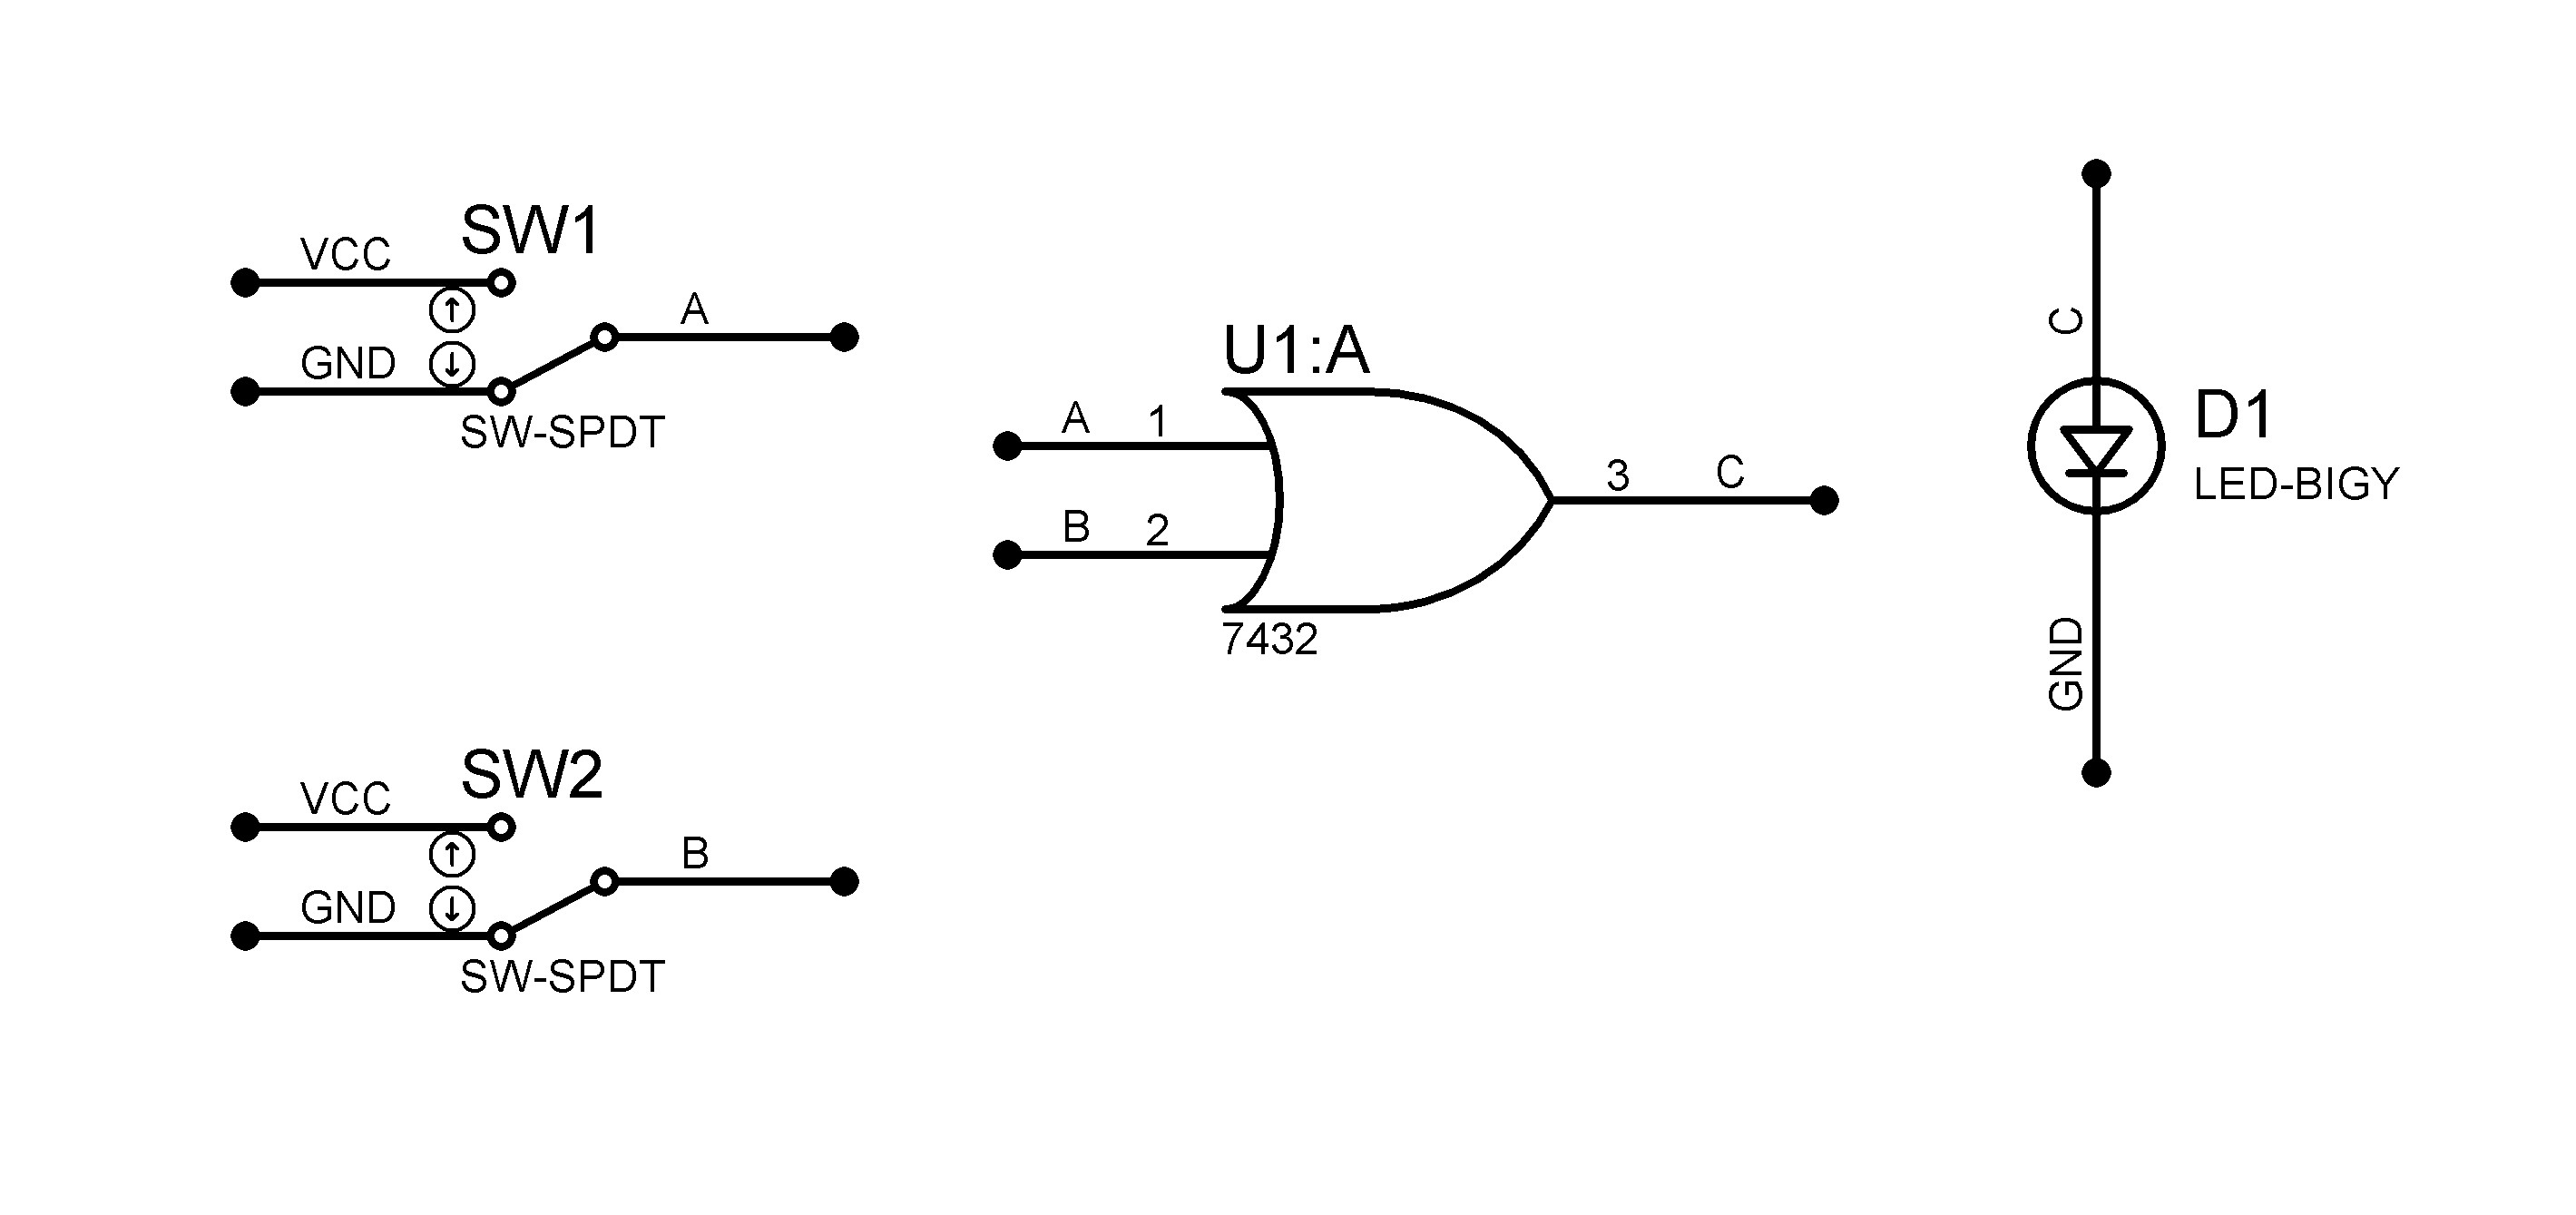 SW1
VCC
A
GND
SW-SPDT
U1:A
A 1
B 2
3 C
7432
C
D1
LED-BIGY
GND
SW2
VCC
B
GND
SW-SPDT